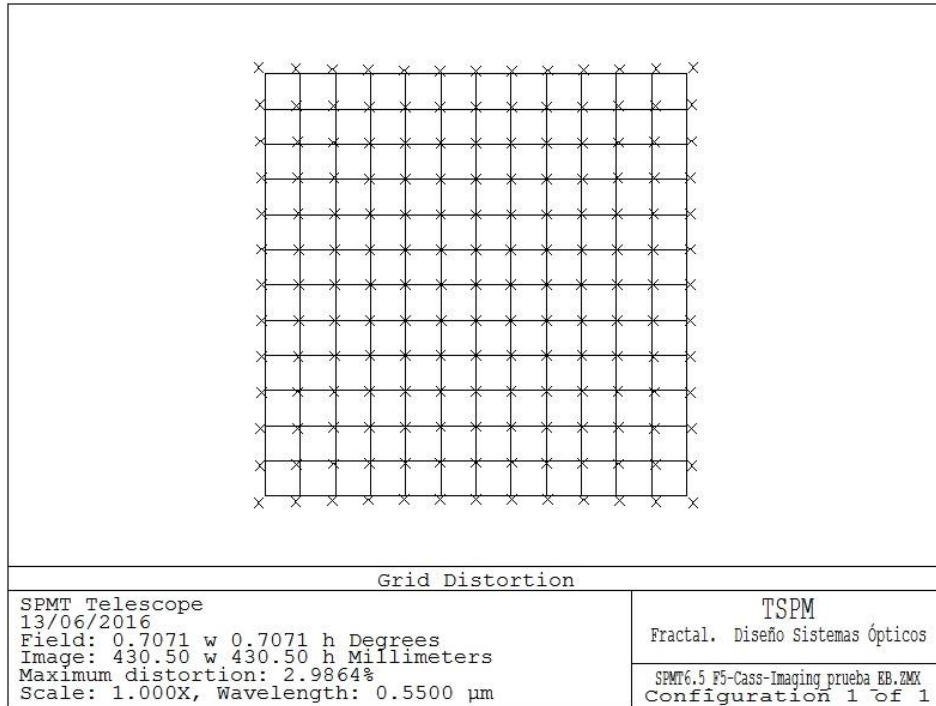 Grid Distortion
SPMT Telescope
13/06/2016
Field: 0.7071 w 0.7071 h Degrees
Image: 430.50 w 430.50 h Millimeters
Maximum distortion: 2.9864%
Scale: 1.000X, Wavelength: 0.5500 µm
TSPM
Fractal. Diseño Sistemas Ópticos
SPMT6.5 F5-Cass-Imaging prueba EB.ZMX
Configuration 1 of 1